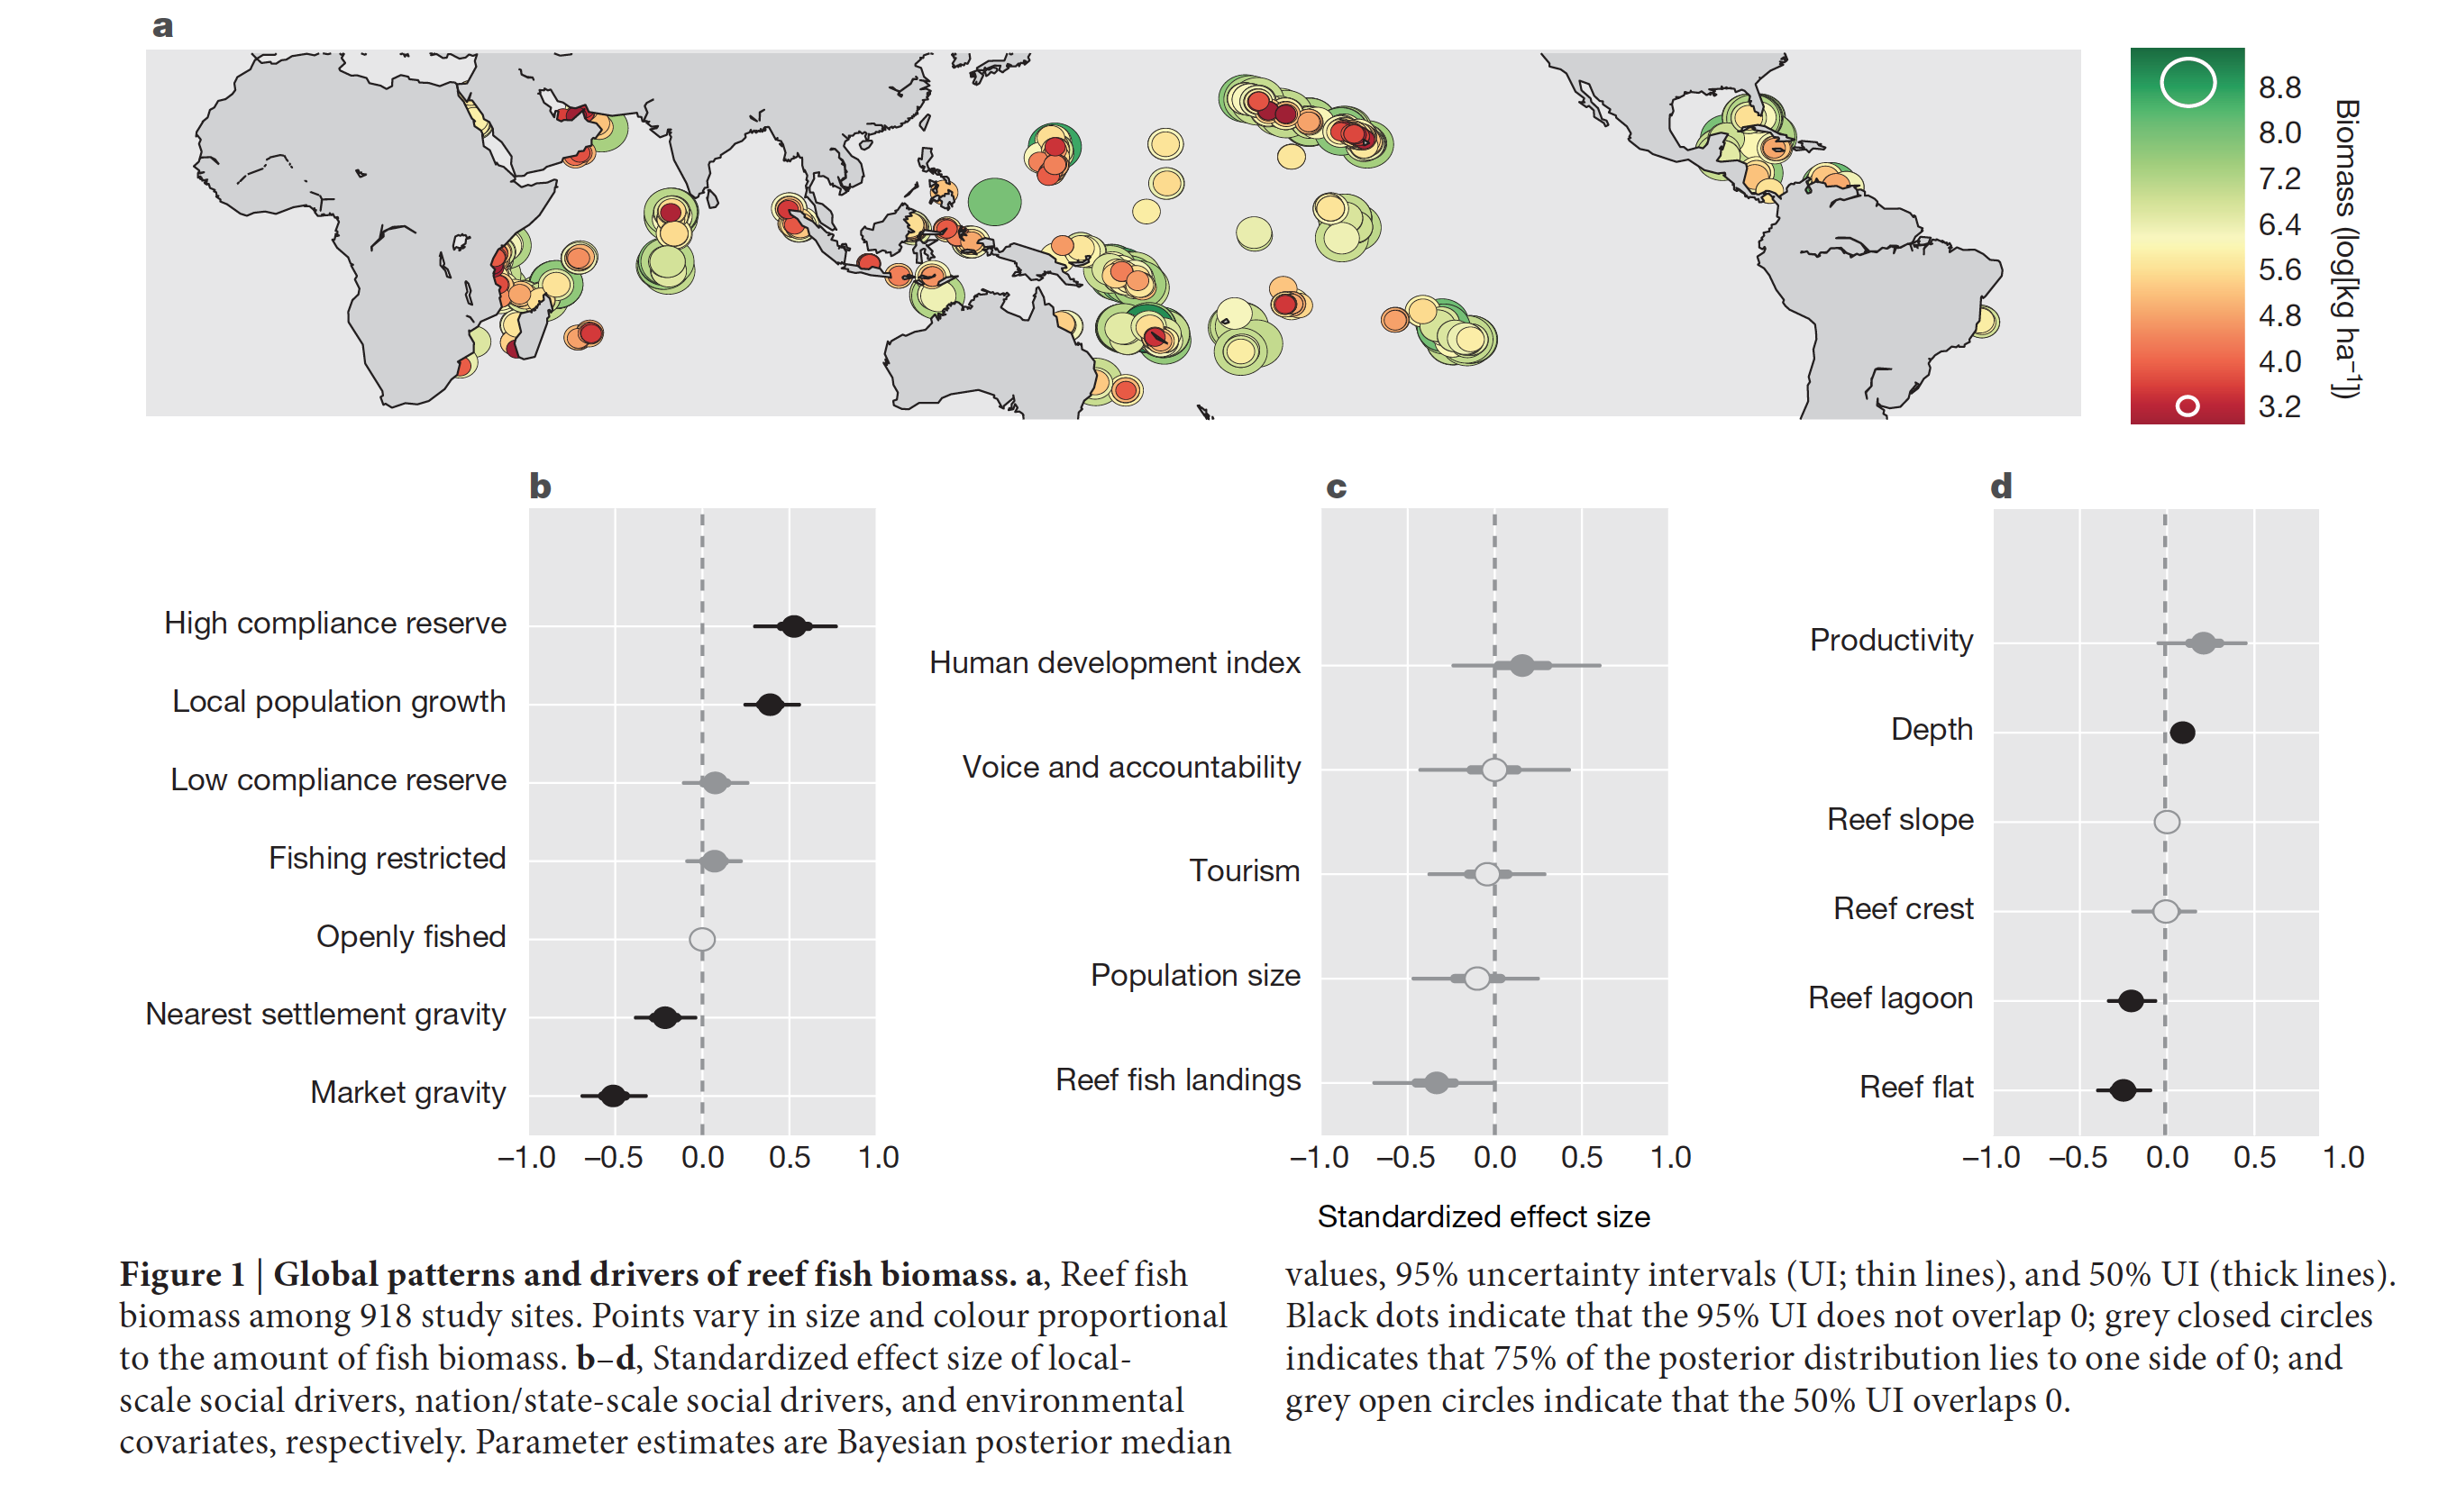 a
8.8
8.0
7.2
6.4
5.6
4.8
4.0
3.2
Biomass (log[kg ha⁻¹])
b
High compliance reserve
Local population growth
Low compliance reserve
Fishing restricted
Openly fished
Nearest settlement gravity
Market gravity
−1.0 −0.5 0.0 0.5 1.0
c
Human development index
Voice and accountability
Tourism
Population size
Reef fish landings
−1.0 −0.5 0.0 0.5 1.0
d
Productivity
Depth
Reef slope
Reef crest
Reef lagoon
Reef flat
−1.0 −0.5 0.0 0.5 1.0
Standardized effect size
Figure 1 | Global patterns and drivers of reef fish biomass. a, Reef fish
biomass among 918 study sites. Points vary in size and colour proportional
to the amount of fish biomass. b–d, Standardized effect size of local-
scale social drivers, nation/state-scale social drivers, and environmental
covariates, respectively. Parameter estimates are Bayesian posterior median
values, 95% uncertainty intervals (UI; thin lines), and 50% UI (thick lines).
Black dots indicate that the 95% UI does not overlap 0; grey closed circles
indicates that 75% of the posterior distribution lies to one side of 0; and
grey open circles indicate that the 50% UI overlaps 0.